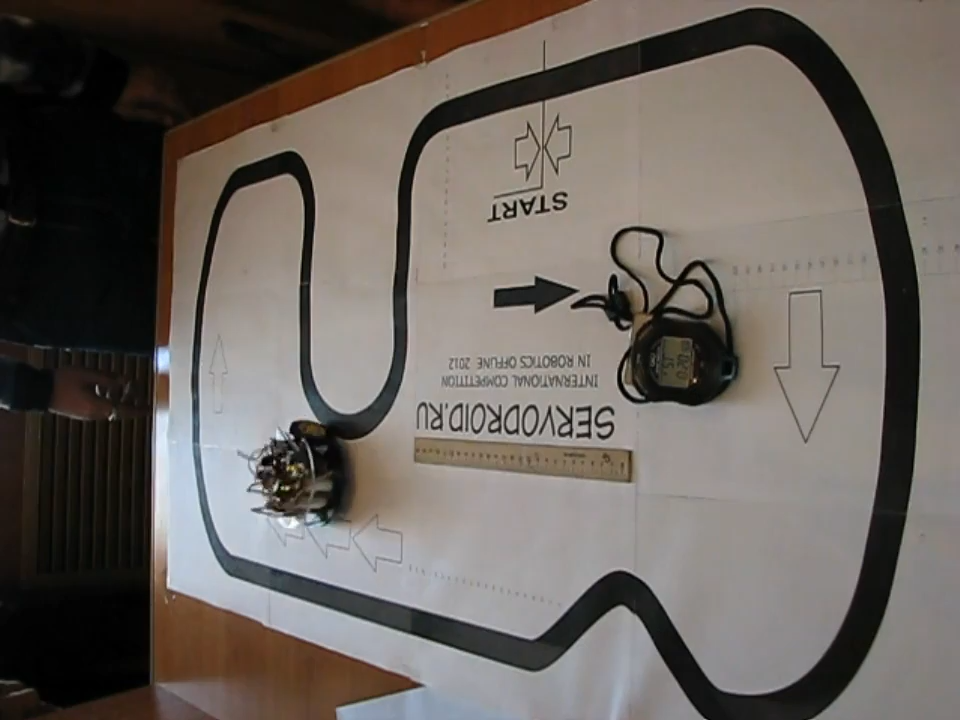 START
SERVODROID.RU
INTERNATIONAL COMPETITION
IN ROBOTICS OFFLINE 2012